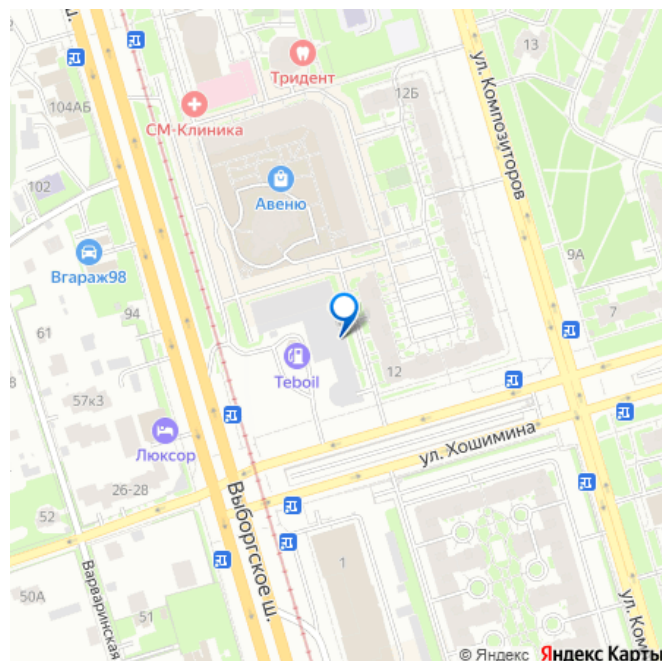 ш.
Тридент
13
104АБ
12Б
ул. Композиторов
СМ-Клиника
102
Авеню
9А
Вгараж98
94
7
61
8
Teboil
57к3
12
Люксор
ул. Хошимина
26-28
52
Выборгское ш.
1
Варваринская
50А
51
ул. Ком
© Яндекс Яндекс Карты